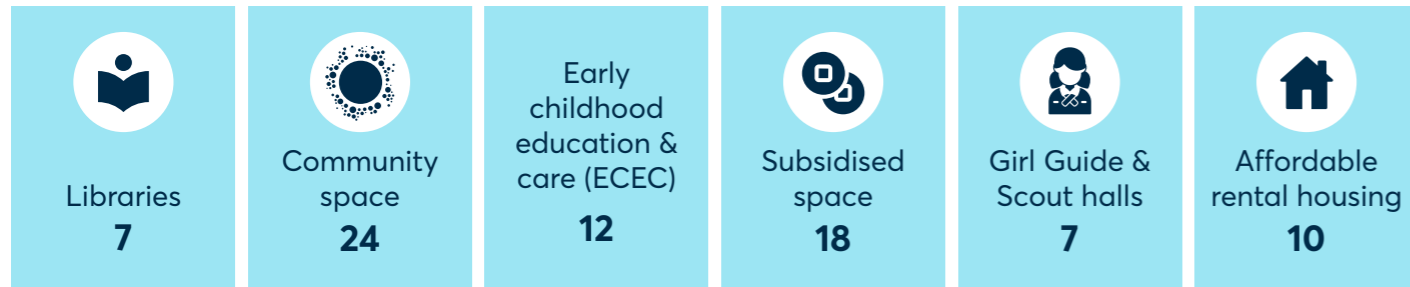 Libraries
7
Community
space
24
Early
childhood
education &
care (ECEC)
12
Subsidised
space
18
Girl Guide &
Scout halls
7
Affordable
rental housing
10